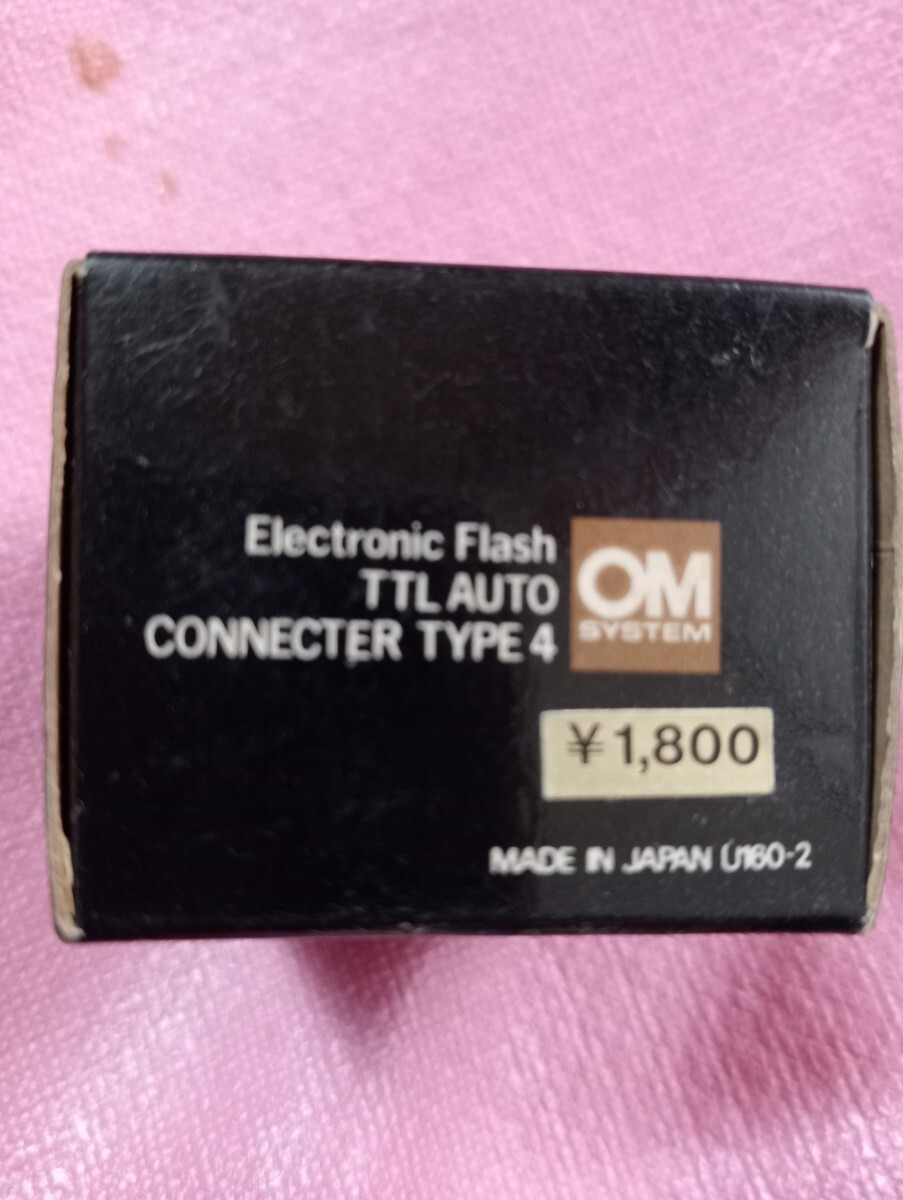 Electronic Flash
TTL AUTO
CONNECTER TYPE 4
OM
SYSTEM
¥1,800
MADE IN JAPAN U160-2